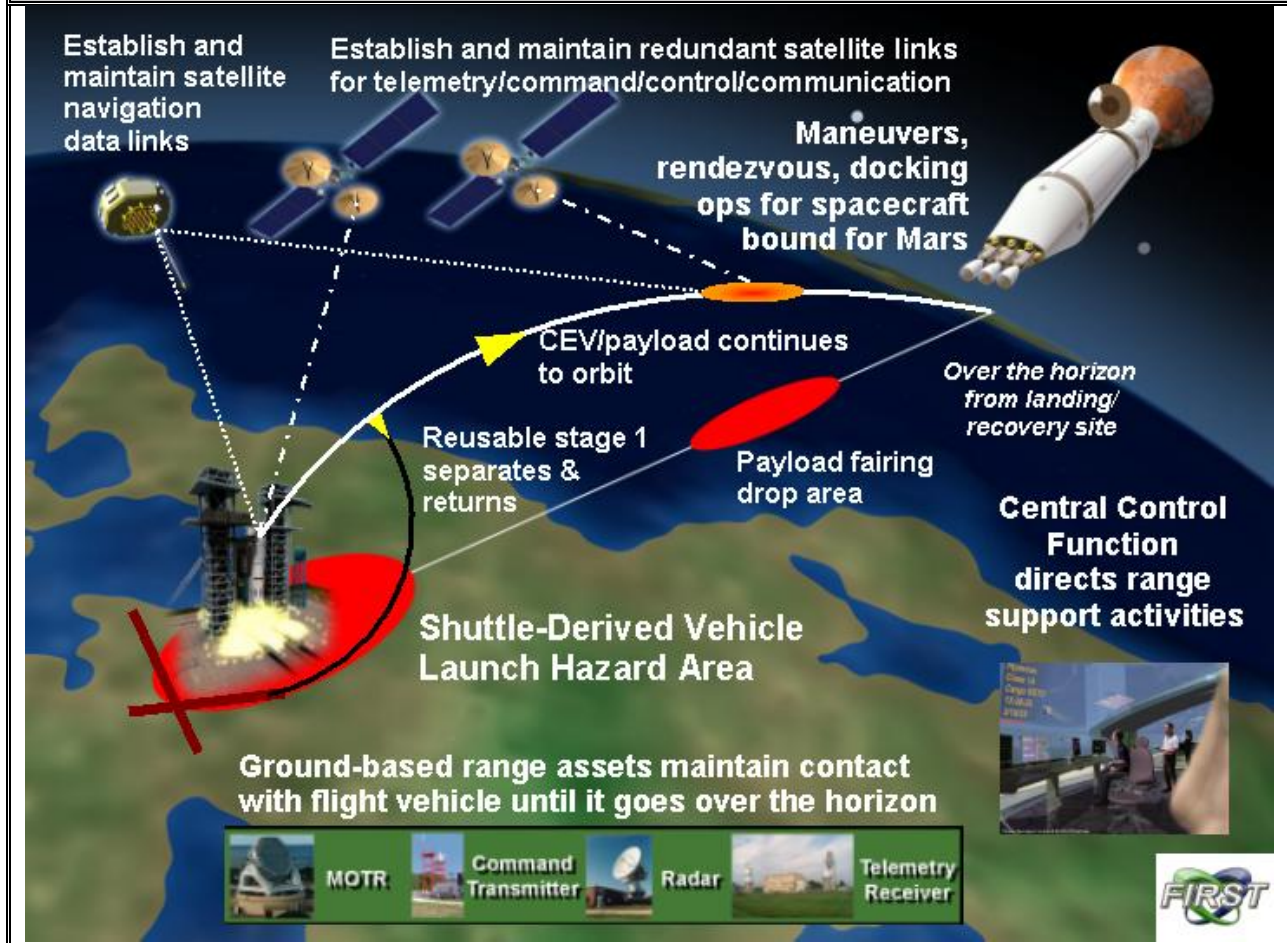 Establish and
maintain satellite
navigation
data links
Establish and maintain redundant satellite links
for telemetry/command/control/communication
Maneuvers,
rendezvous, docking
ops for spacecraft
bound for Mars
CEV/payload continues
to orbit
Over the horizon
from landing/
recovery site
Reusable stage 1
separates &
returns
Payload fairing
drop area
Central Control
Function
directs range
support activities
Shuttle-Derived Vehicle
Launch Hazard Area
Ground-based range assets maintain contact
with flight vehicle until it goes over the horizon
MOTR
Command
Transmitter
Radar
Telemetry
Receiver
FIRST